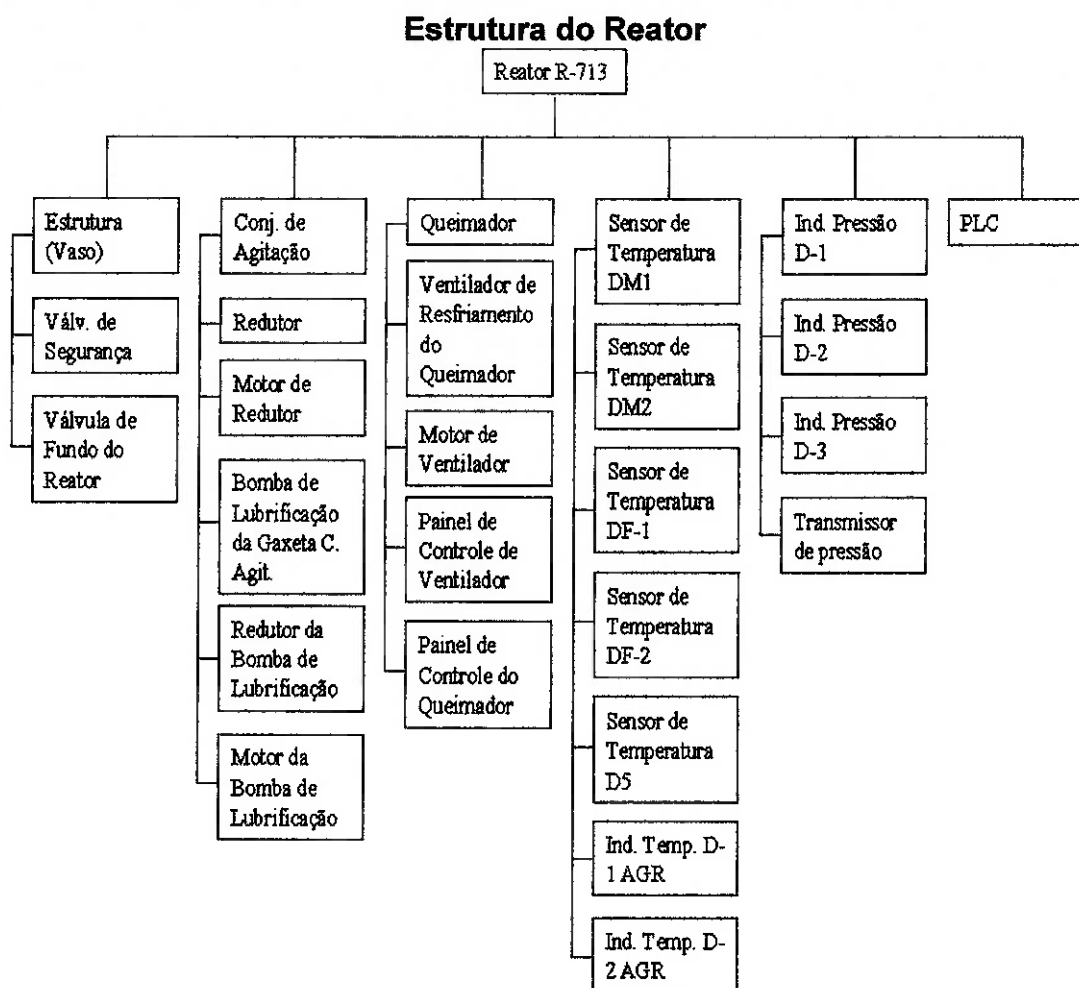 Estrutura do Reator
Reator R-713
Estrutura
(Vaso)
Válv. de
Segurança
Válvula de
Fundo do
Reator
Conj. de
Agitação
Redutor
Motor de
Redutor
Bomba de
Lubrificação
da Gaxeta C.
Agit.
Redutor da
Bomba de
Lubrificação
Motor da
Bomba de
Lubrificação
Queimador
Ventilador de
Resfriamento
do
Queimador
Motor de
Ventilador
Painel de
Controle de
Ventilador
Painel de
Controle do
Queimador
Sensor de
Temperatura
DM1
Sensor de
Temperatura
DM2
Sensor de
Temperatura
DF-1
Sensor de
Temperatura
DF-2
Sensor de
Temperatura
D5
Ind. Temp. D-
1 AGR
Ind. Temp. D-
2 AGR
Ind. Pressão
D-1
Ind. Pressão
D-2
Ind. Pressão
D-3
Transmissor
de pressão
PLC